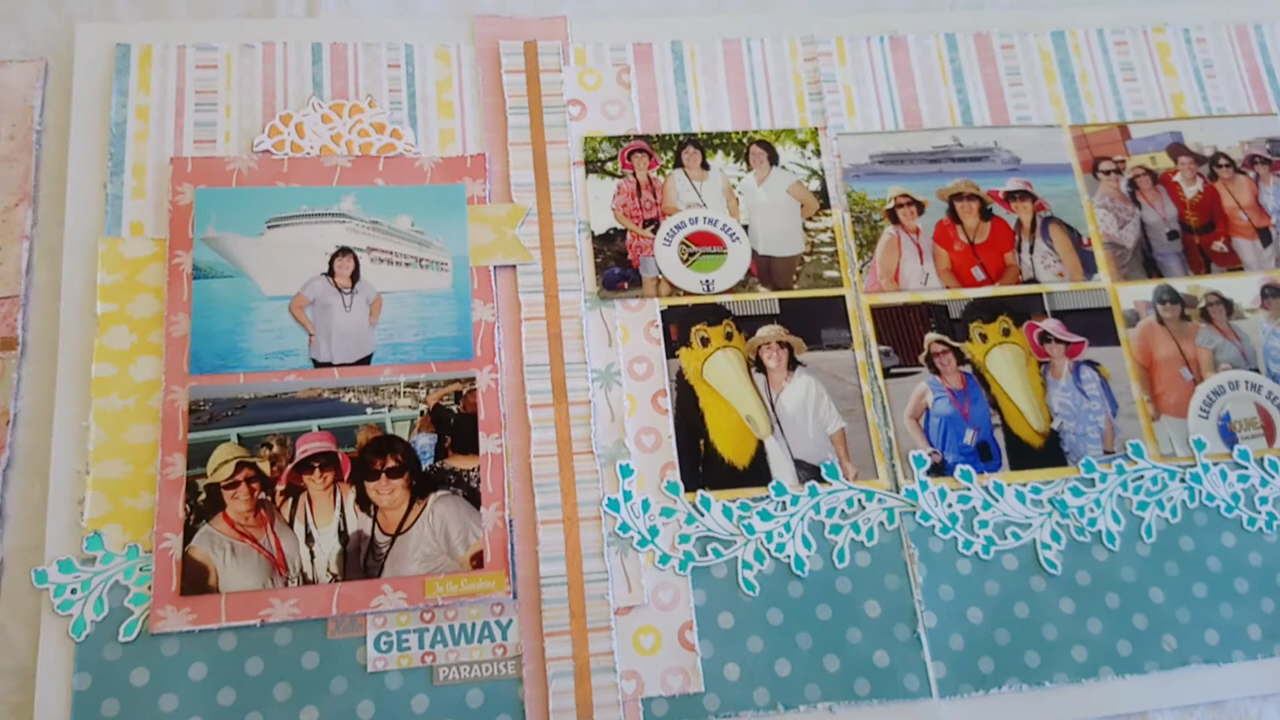 In the Sunshine
GETAWAY
PARADISE
LEGEND OF THE SEAS
LEGEND OF THE SEAS